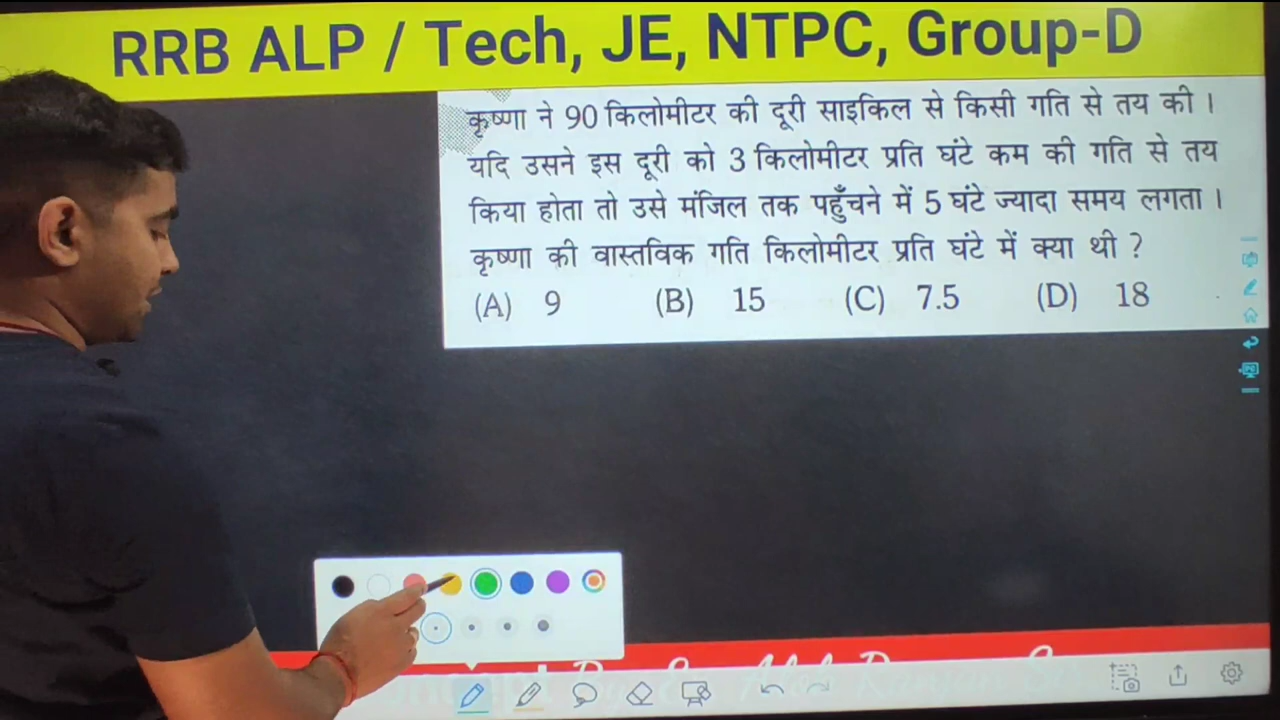 RRB ALP / Tech, JE, NTPC, Group-D
कृष्णा ने 90 किलोमीटर की दूरी साइकिल से किसी गति से तय की ।
यदि उसने इस दूरी को 3 किलोमीटर प्रति घंटे कम की गति से तय
किया होता तो उसे मंजिल तक पहुँचने में 5 घंटे ज्यादा समय लगता ।
कृष्णा की वास्तविक गति किलोमीटर प्रति घंटे में क्या थी ?
(A) 9 (B) 15 (C) 7.5 (D) 18
PC